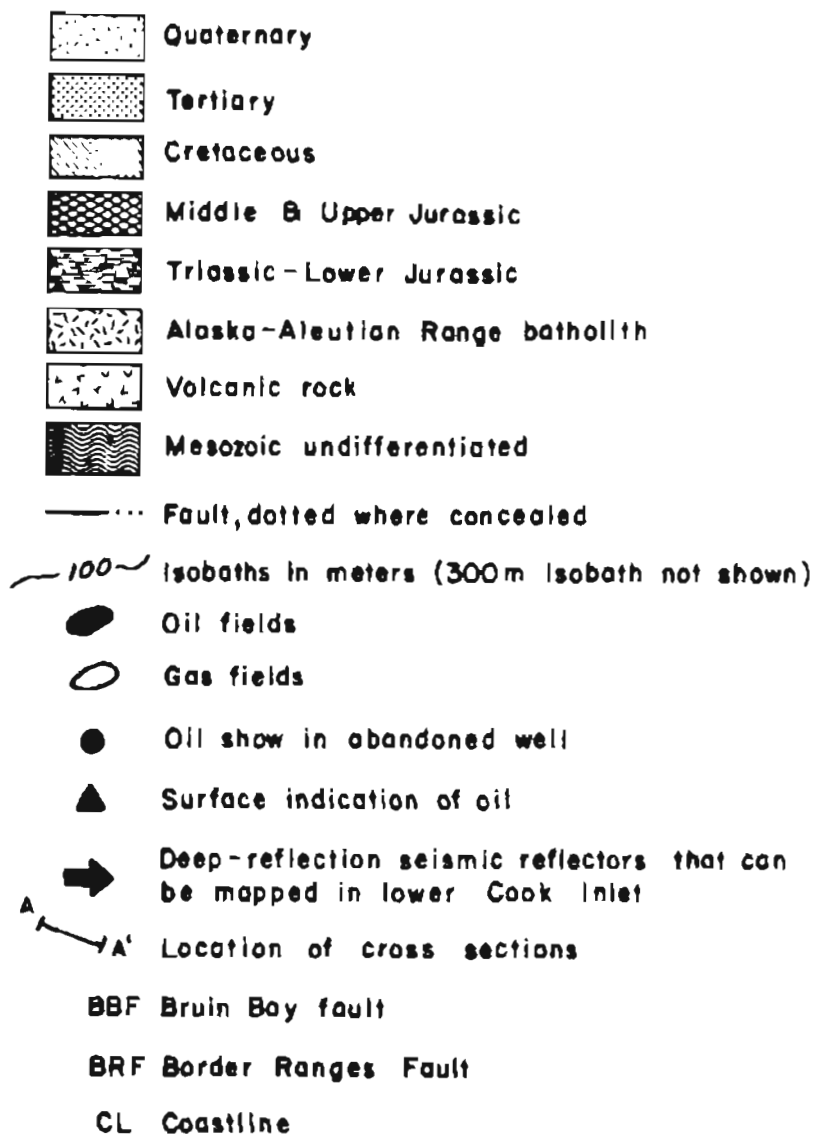 Quaternary
Tertiary
Cretaceous
Middle & Upper Jurassic
Triassic-Lower Jurassic
Alaska-Aleutian Range batholith
Volcanic rock
Mesozoic undifferentiated
Fault, dotted where concealed
100 Isobaths in meters (300m Isobath not shown)
Oil fields
Gas fields
Oil show in abandoned well
Surface indication of oil
Deep-reflection seismic reflectors that can
be mapped in lower Cook Inlet
A
A' Location of cross sections
BBF Bruin Bay fault
BRF Border Ranges Fault
CL Coastline